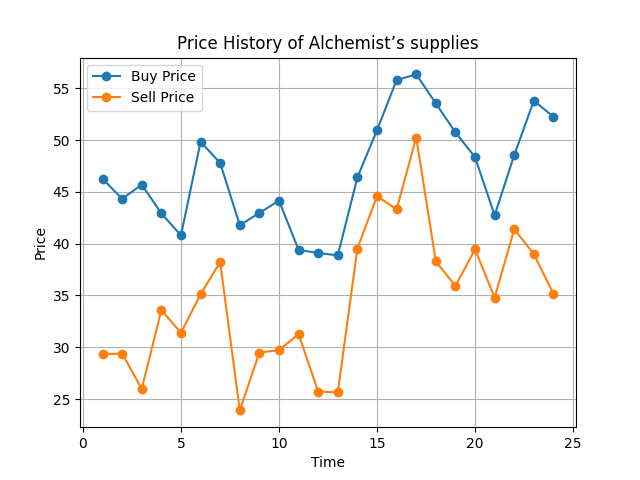 Price History of Alchemist’s supplies
Buy Price
Sell Price
Price
55
50
45
40
35
30
25
0
5
10
15
20
25
Time